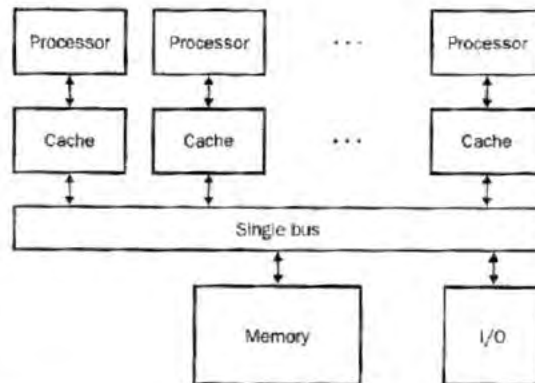 Processor Processor ... Processor
Cache Cache ... Cache
Single bus
Memory I/O